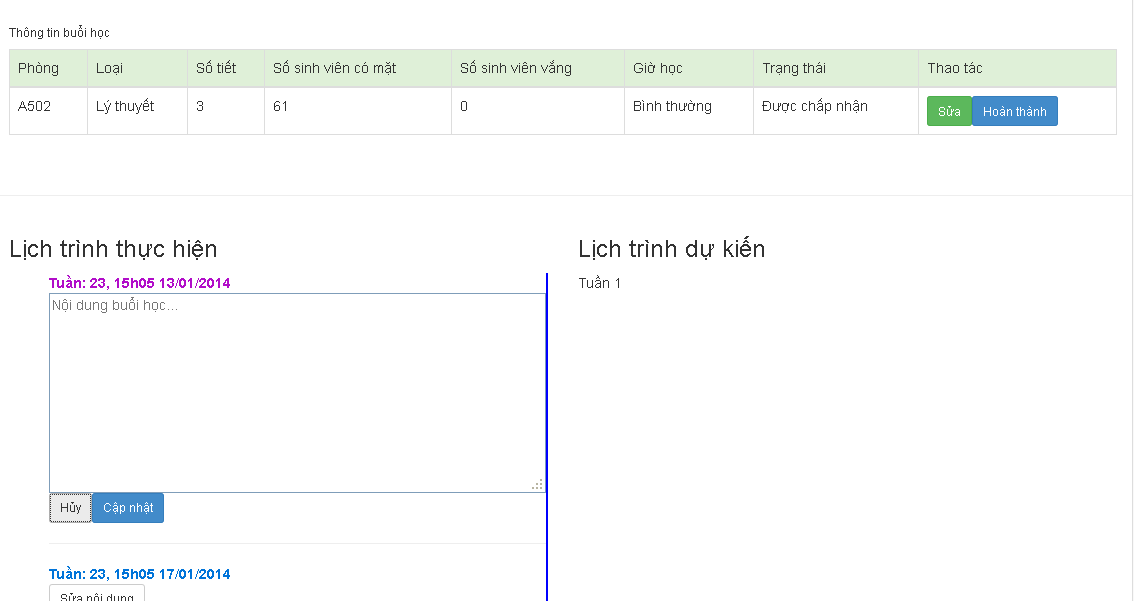 Thông tin buổi học
Phòng Loại Số tiết Số sinh viên có mặt Số sinh viên vắng Giờ học Trạng thái Thao tác
A502 Lý thuyết 3 61 0 Bình thường Được chấp nhận Sửa Hoàn thành
Lịch trình thực hiện
Tuần: 23, 15h05 13/01/2014
Nội dung buổi học...
Hủy Cập nhật
Tuần: 23, 15h05 17/01/2014
Sửa nội dung
Lịch trình dự kiến
Tuần 1